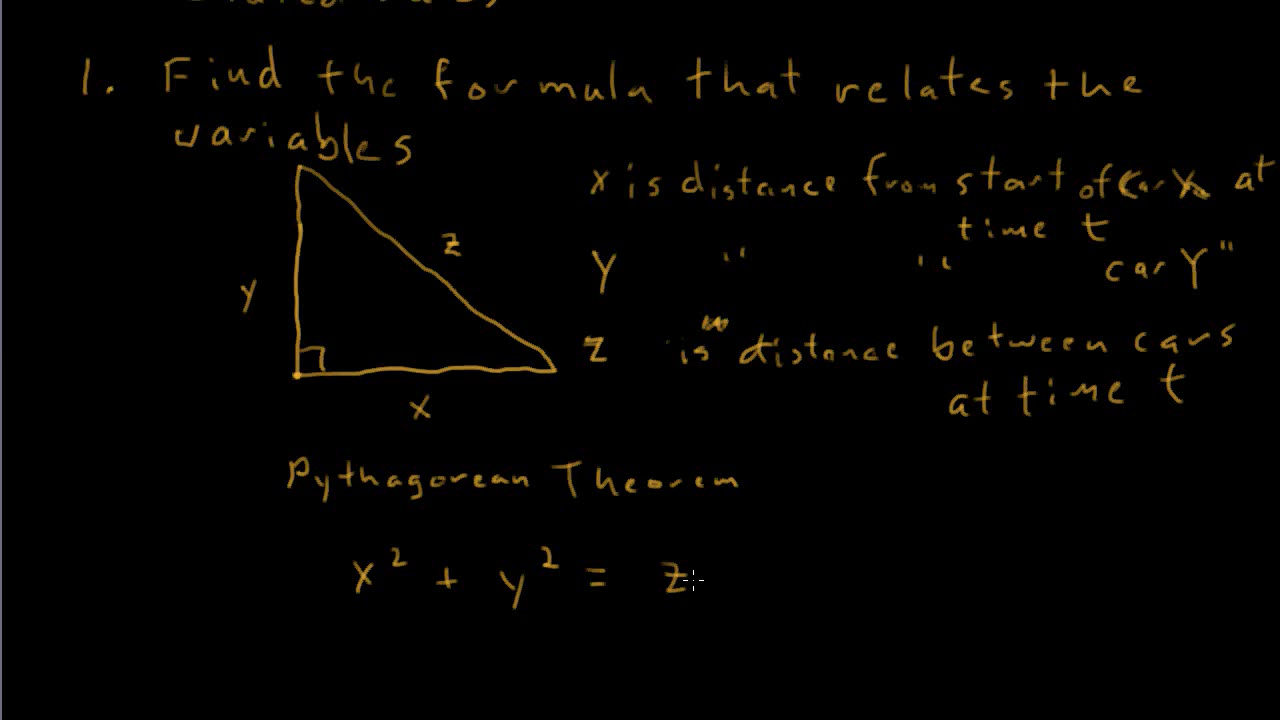 1. Find the formula that relates the
variables
x is distance from start of car X at
time t
y " " car Y "
z is distance between cars
at time t
z
y
x
Pythagorean Theorem
x² + y² = z